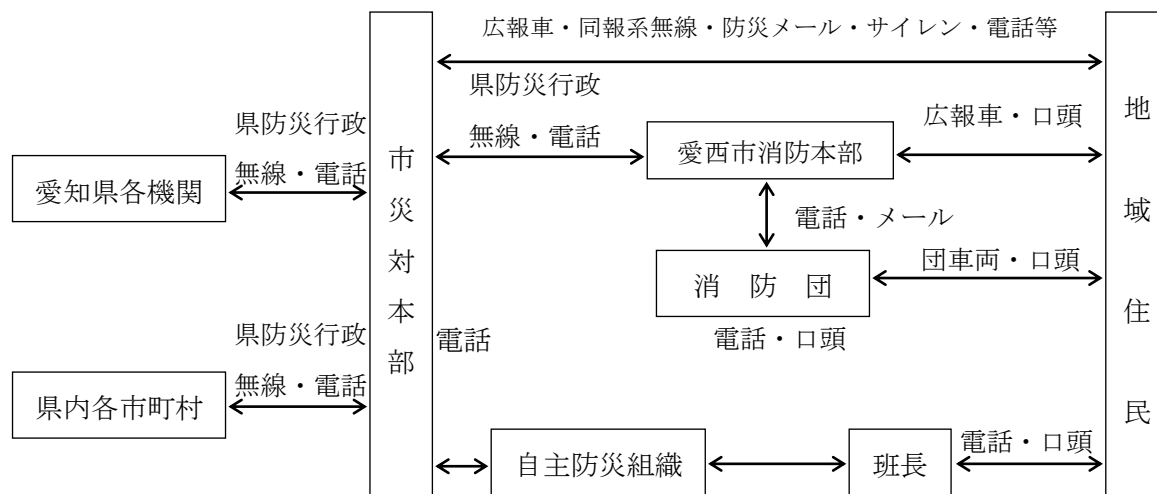 広報車・同報系無線・防災メール・サイレン・電話等
県防災行政
無線・電話
広報車・口頭
愛西市消防本部
県防災行政
無線・電話
愛知県各機関
市災対本部
地域住民
電話・メール
消 防 団
団車両・口頭
電話・口頭
電話
県防災行政
無線・電話
県内各市町村
自主防災組織
班長
電話・口頭